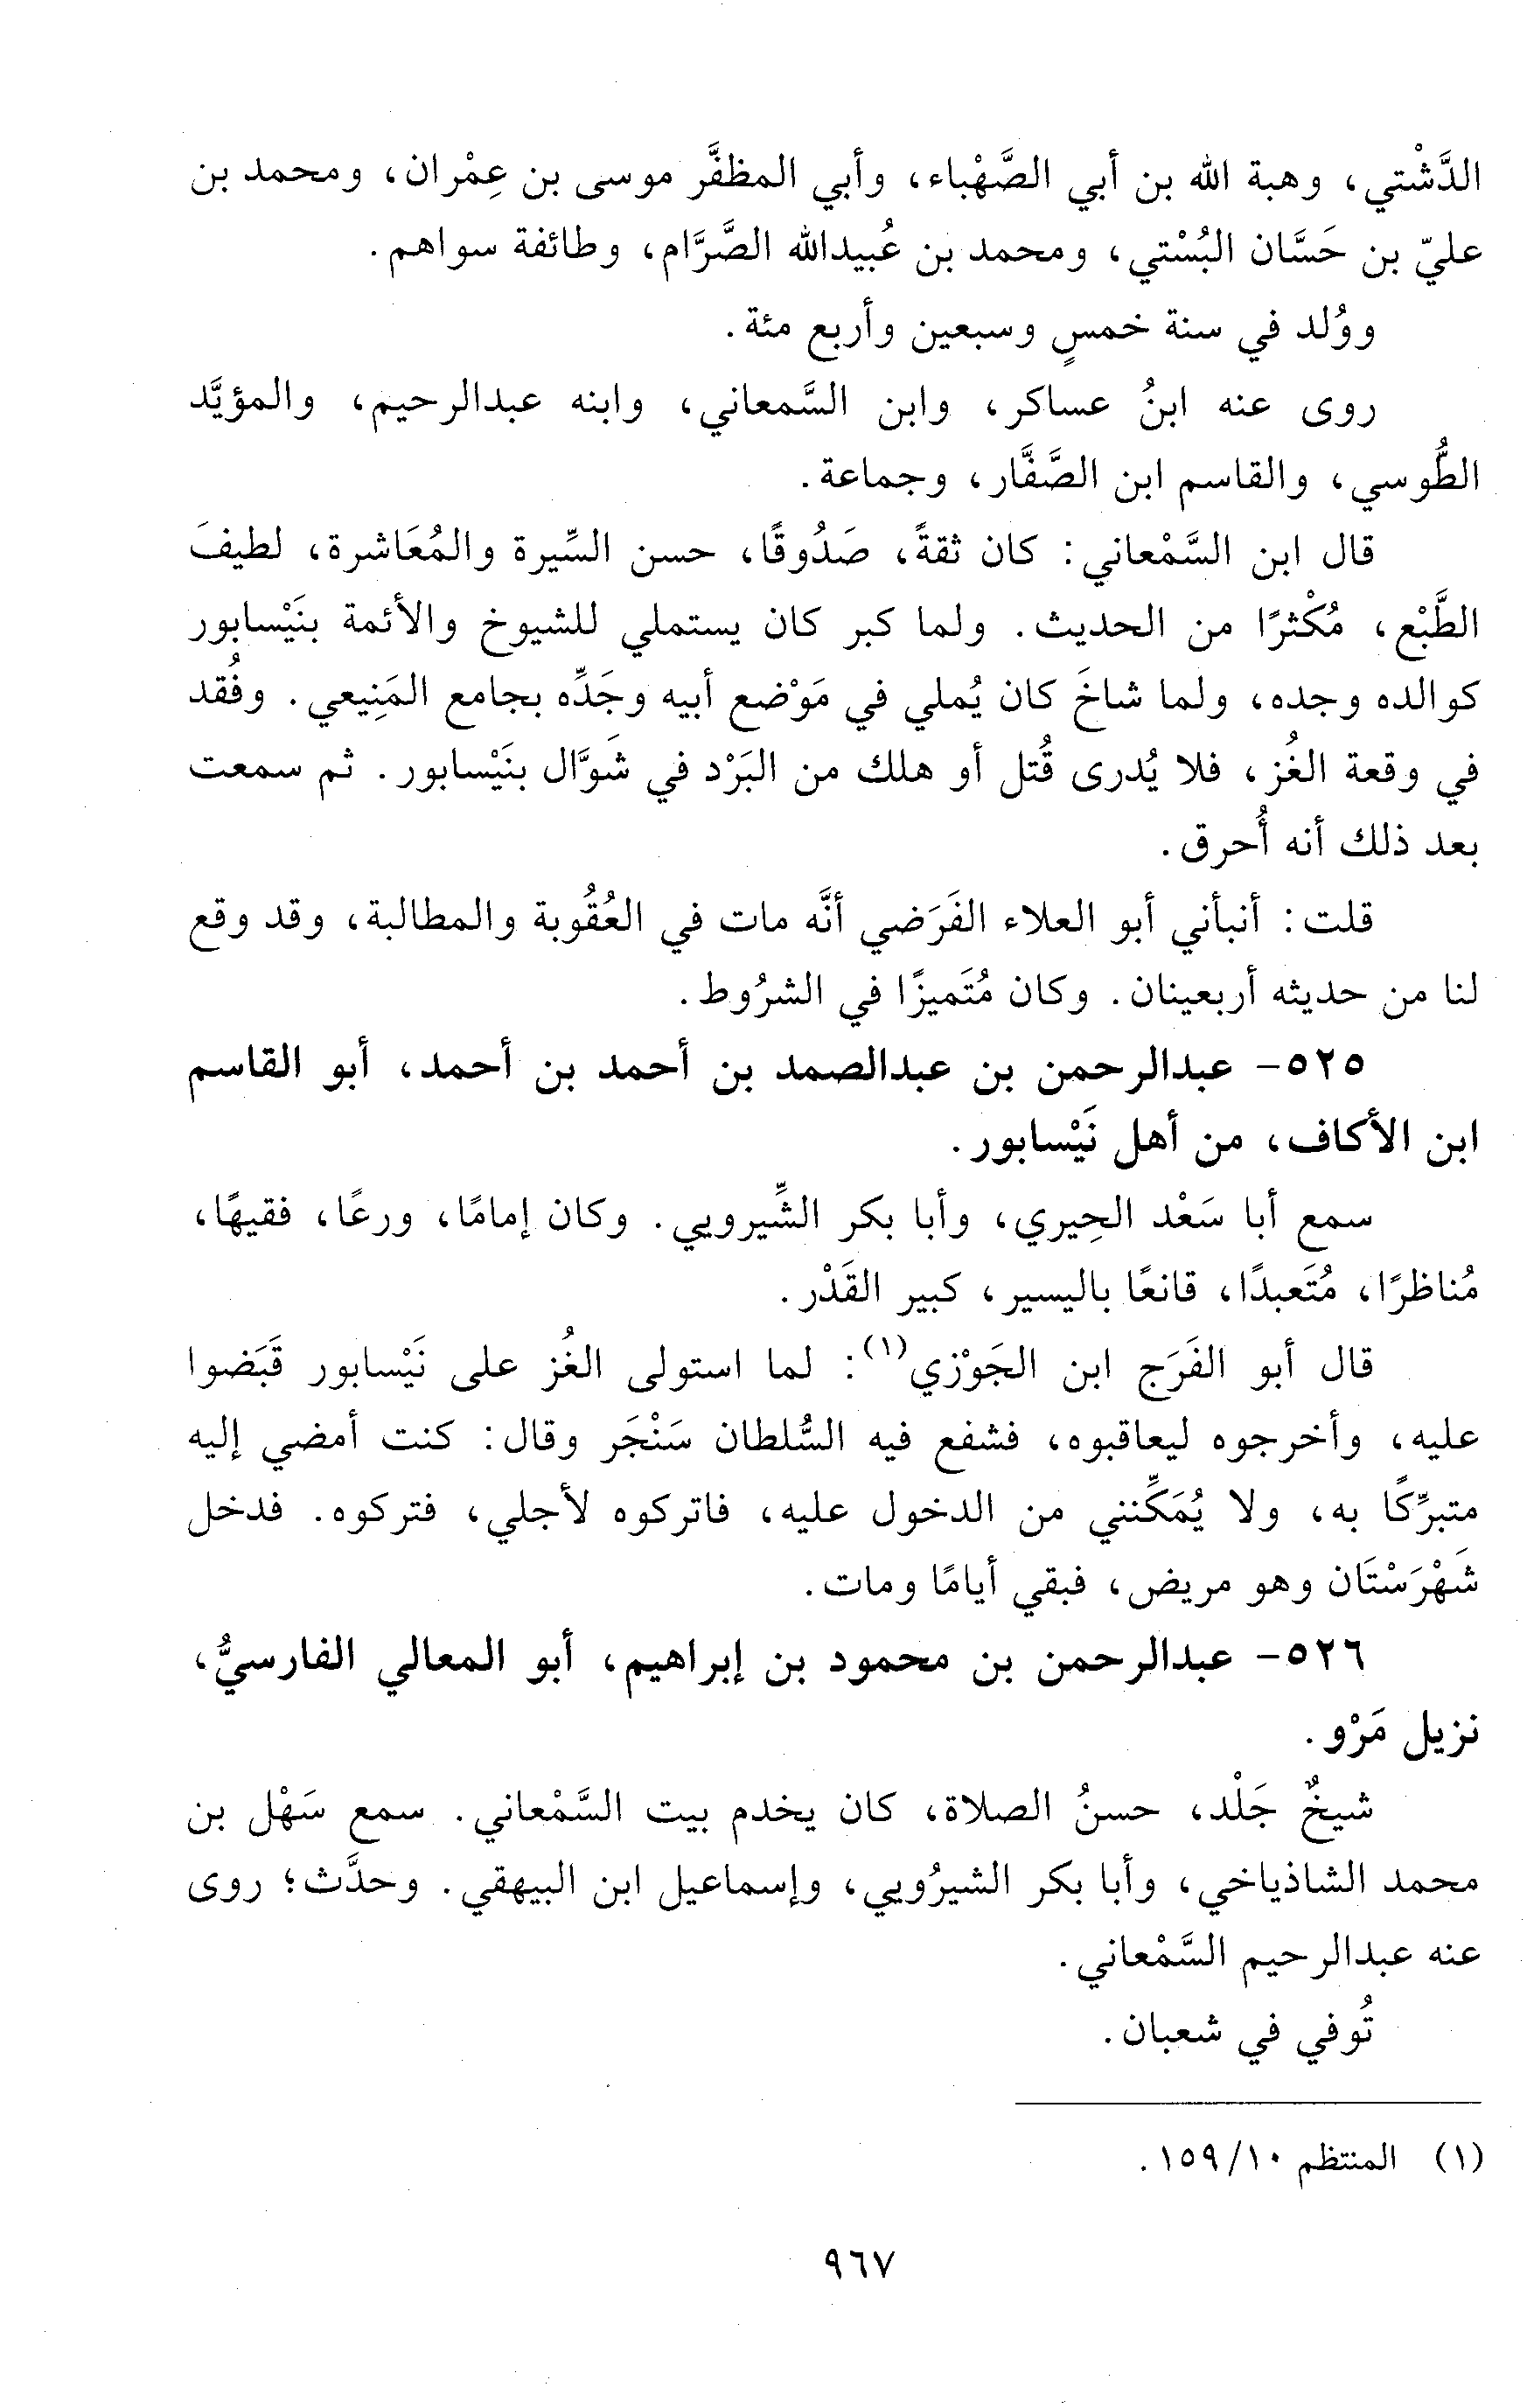 الدَّشْتي، وهبة الله بن أبي الصَّهْباء، وأبي المظفَّر موسى بن عِمْران، ومحمد بن
عليّ بن حَسَّان البُسْتي، ومحمد بن عُبيدالله الصَّرَّام، وطائفة سواهم.
ووُلد في سنة خمسٍ وسبعين وأربع مئة.
روى عنه ابنُ عساكر، وابن السَّمعاني، وابنه عبدالرحيم، والمؤيَّد
الطُّوسي، والقاسم ابن الصَّفَّار، وجماعة.
قال ابن السَّمْعاني: كان ثقةً، صَدُوقًا، حسن السِّيرة والمُعَاشرة، لطيفَ
الطَّبْع، مُكْثرًا من الحديث. ولما كبر كان يستملي للشيوخ والأئمة بنَيْسابور
كوالده وجده، ولما شاخَ كان يُملي في مَوْضع أبيه وجَدِّه بجامع المَنِيعي. وفُقد
في وقعة الغُز، فلا يُدرى قُتل أو هلك من البَرْد في شَوَّال بنَيْسابور. ثم سمعت
بعد ذلك أنه أُحرق.
قلت: أنبأني أبو العلاء الفَرَضي أنَّه مات في العُقُوبة والمطالبة، وقد وقع
لنا من حديثه أربعينان. وكان مُتَميزًا في الشرُوط.
٥٢٥- عبدالرحمن بن عبدالصمد بن أحمد بن أحمد، أبو القاسم
ابن الأكاف، من أهل نَيْسابور.
سمع أبا سَعْد الحِيري، وأبا بكر الشِّيرويي. وكان إمامًا، ورعًا، فقيهًا،
مُناظرًا، مُتَعبدًا، قانعًا باليسير، كبير القَدْر.
قال أبو الفَرَج ابن الجَوْزي(١): لما استولى الغُز على نَيْسابور قَبَضوا
عليه، وأخرجوه ليعاقبوه، فشفع فيه السُّلطان سَنْجَر وقال: كنت أمضي إليه
متبرِّكًا به، ولا يُمَكِّنني من الدخول عليه، فاتركوه لأجلي، فتركوه. فدخل
شَهْرَسْتَان وهو مريض، فبقي أيامًا ومات.
٥٢٦- عبدالرحمن بن محمود بن إبراهيم، أبو المعالي الفارسيُّ،
نزيل مَرْو.
شيخٌ جَلْد، حسنُ الصلاة، كان يخدم بيت السَّمْعاني. سمع سَهْل بن
محمد الشاذياخي، وأبا بكر الشيرُويي، وإسماعيل ابن البيهقي. وحدَّث؛ روى
عنه عبدالرحيم السَّمْعاني.
تُوفي في شعبان.
(١) المنتظم ١٥٩/١٠.
٩٦٧